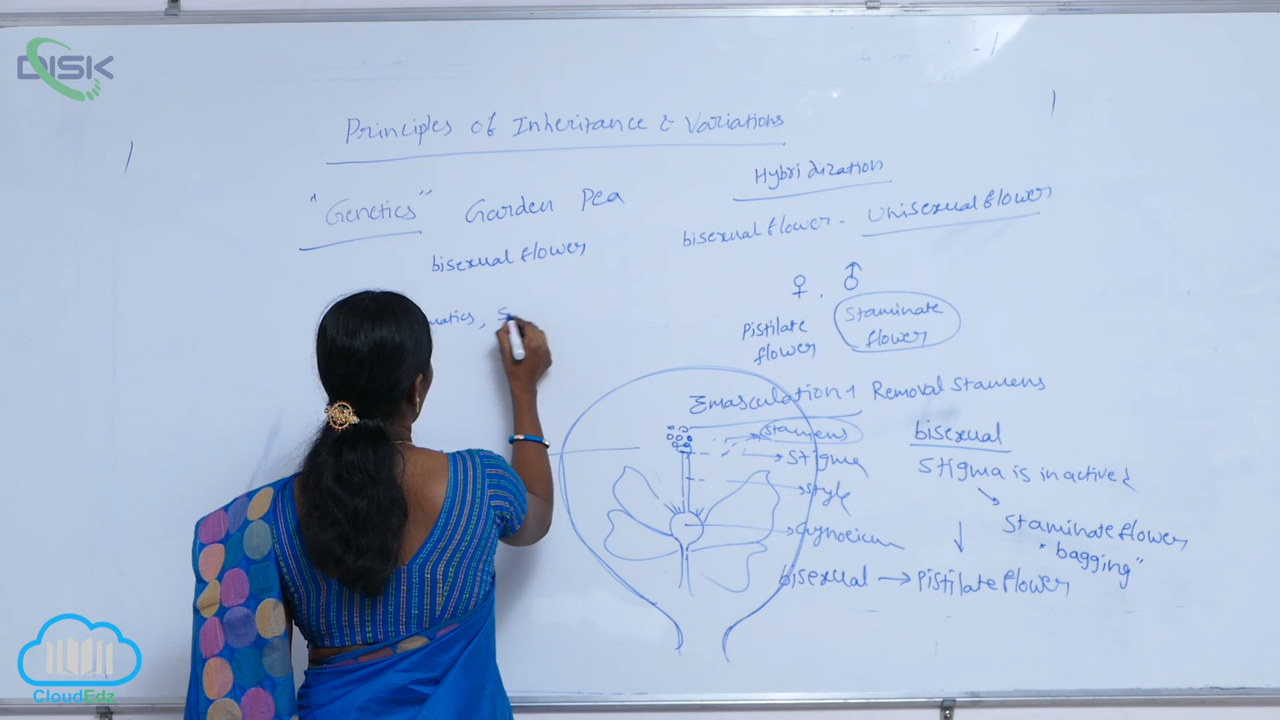 DISK
Principles of Inheritance & Variations
"Genetics" Garden Pea
bisexual flower
Hybridization
bisexual flower - Unisexual flower
♀ , ♂
Pistilate
flower
Staminate
flower
Emasculation Removal Stamens
Stamens
Stigma
Style
Gynoecium
bisexual
Stigma is inactive
Staminate flower
"bagging"
bisexual → Pistilate flower
CloudEdz